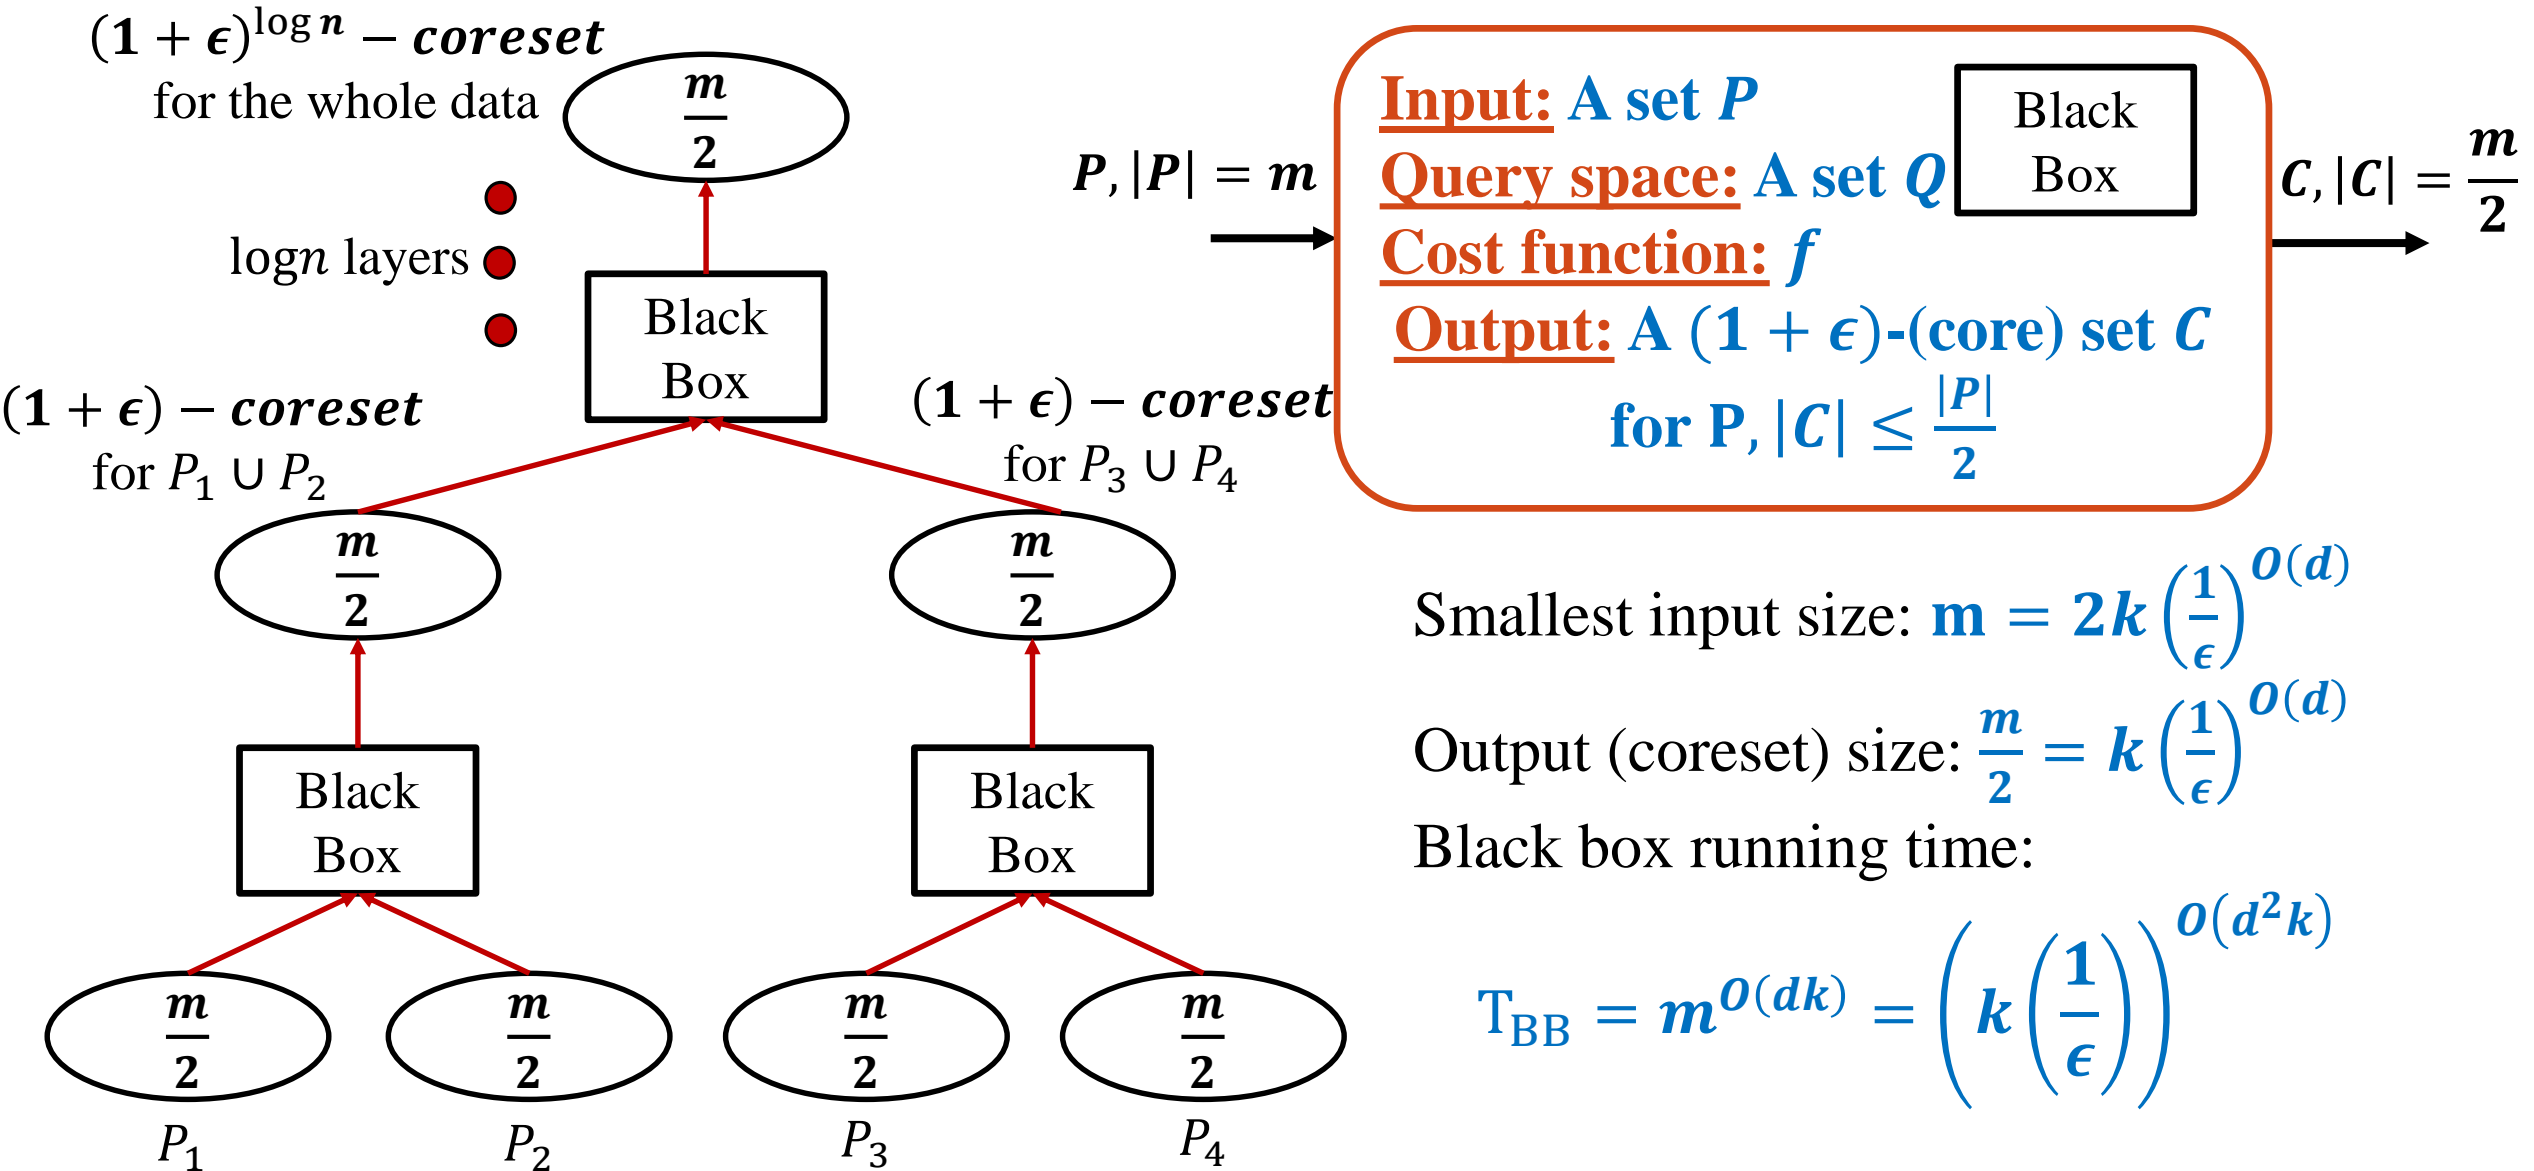 (1 + ϵ)^{log n} − coreset
for the whole data
m/2
logn layers
Black
Box
(1 + ϵ) − coreset
for P₁ ∪ P₂
(1 + ϵ) − coreset
for P₃ ∪ P₄
m/2
m/2
Black
Box
Black
Box
m/2
m/2
m/2
m/2
P₁
P₂
P₃
P₄
P, |P| = m
Input: A set P
Query space: A set Q
Cost function: f
Output: A (1 + ϵ)-(core) set C
for P, |C| ≤ |P|/2
Black
Box
C, |C| = m/2
Smallest input size: m = 2k(1/ϵ)^{O(d)}
Output (coreset) size: m/2 = k(1/ϵ)^{O(d)}
Black box running time:
T_{BB} = m^{O(dk)} = (k(1/ϵ))^{O(d²k)}